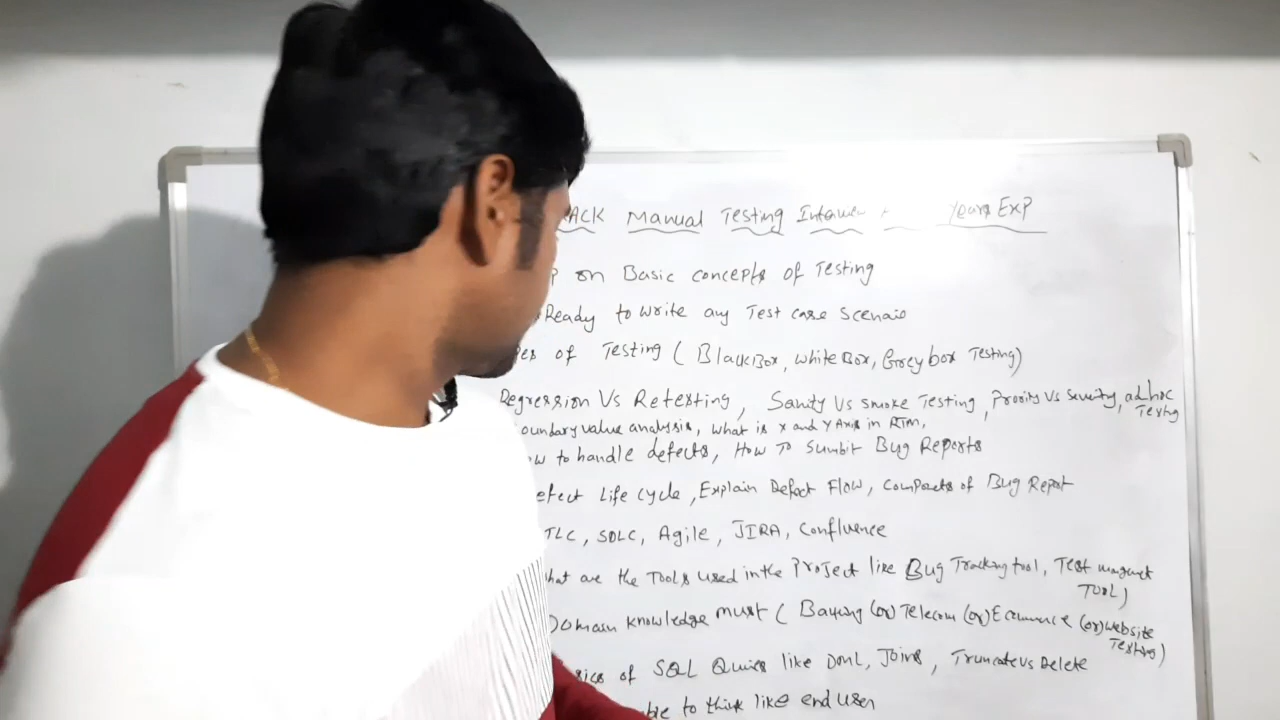 ACK Manual Testing Interview Years Exp
on Basic concepts of Testing
Ready to write any Test case scenaio
of Testing ( BlackBox, White Box, Grey box Testing)
Regression Vs Retesting, Sanity Vs smoke Testing, Priority Vs Severity, adhoc
Testing
oundary value analysis, what is x and Y Axis in RTM,
ow to handle defects, How To Sumbit Bug Reports
efect Life cycle, Explain Defect Flow, Componets of Bug Report
TLC, SDLC, Agile, JIRA, Confluence
hat are the Tools used in the Project like Bug Tracking tool, Test
TOOL)
Domain knowledge must ( (or) Telecom (or) Ecommerce (or) website
Testing)
sics of SQL like DML, Joins, Truncate Vs Delete
ble to think like end user